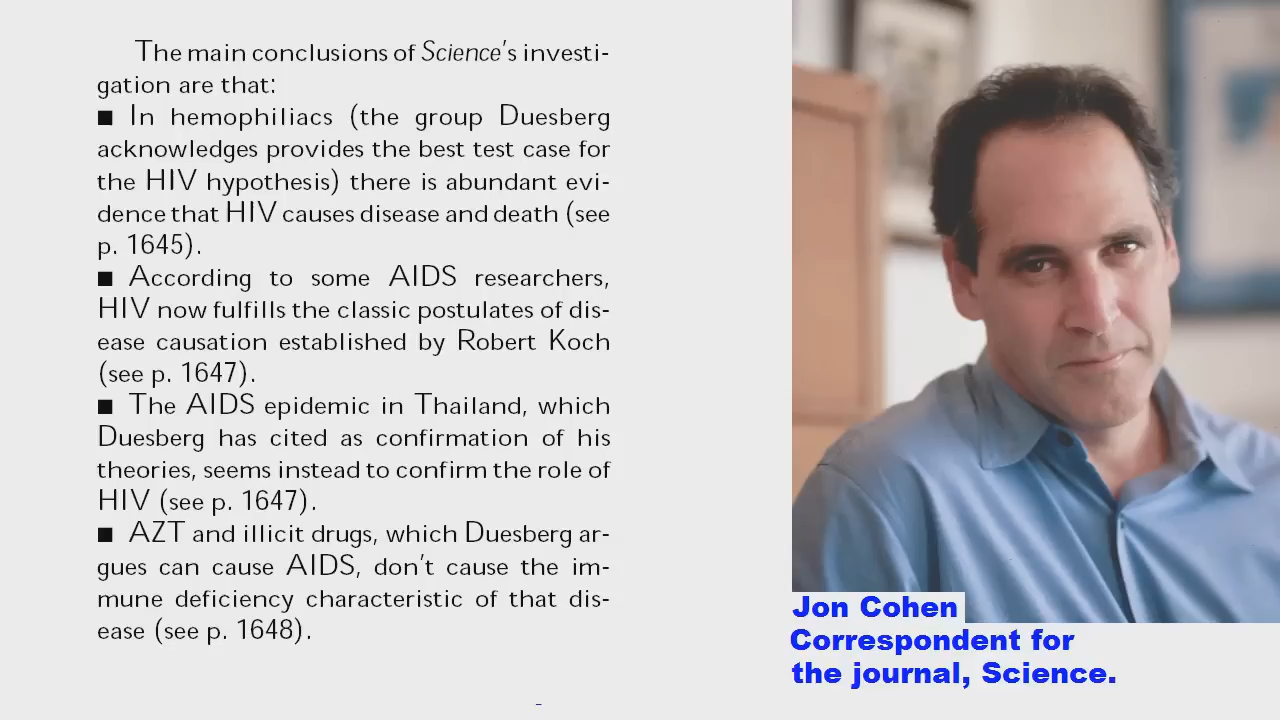 The main conclusions of Science's investi-
gation are that:
■ In hemophiliacs (the group Duesberg
acknowledges provides the best test case for
the HIV hypothesis) there is abundant evi-
dence that HIV causes disease and death (see
p. 1645).
■ According to some AIDS researchers,
HIV now fulfills the classic postulates of dis-
ease causation established by Robert Koch
(see p. 1647).
■ The AIDS epidemic in Thailand, which
Duesberg has cited as confirmation of his
theories, seems instead to confirm the role of
HIV (see p. 1647).
■ AZT and illicit drugs, which Duesberg ar-
gues can cause AIDS, don't cause the im-
mune deficiency characteristic of that dis-
ease (see p. 1648).
Jon Cohen
Correspondent for
the journal, Science.